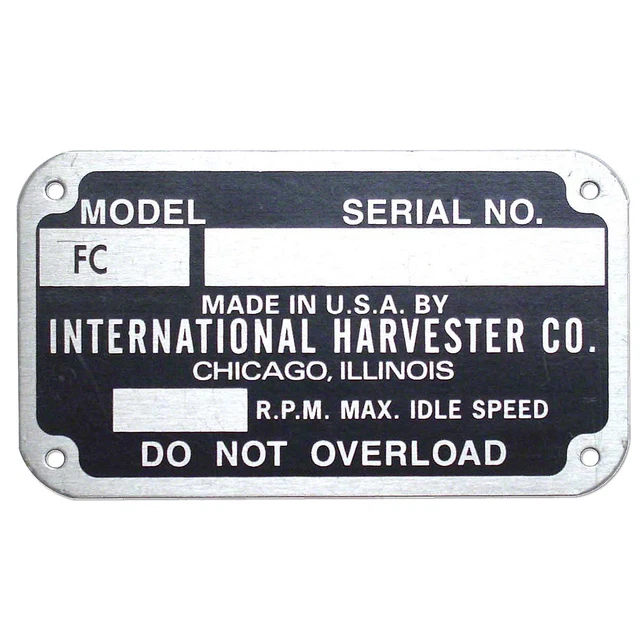 MODEL SERIAL NO.
FC
MADE IN U.S.A. BY
INTERNATIONAL HARVESTER CO.
CHICAGO, ILLINOIS
R.P.M. MAX. IDLE SPEED
DO NOT OVERLOAD